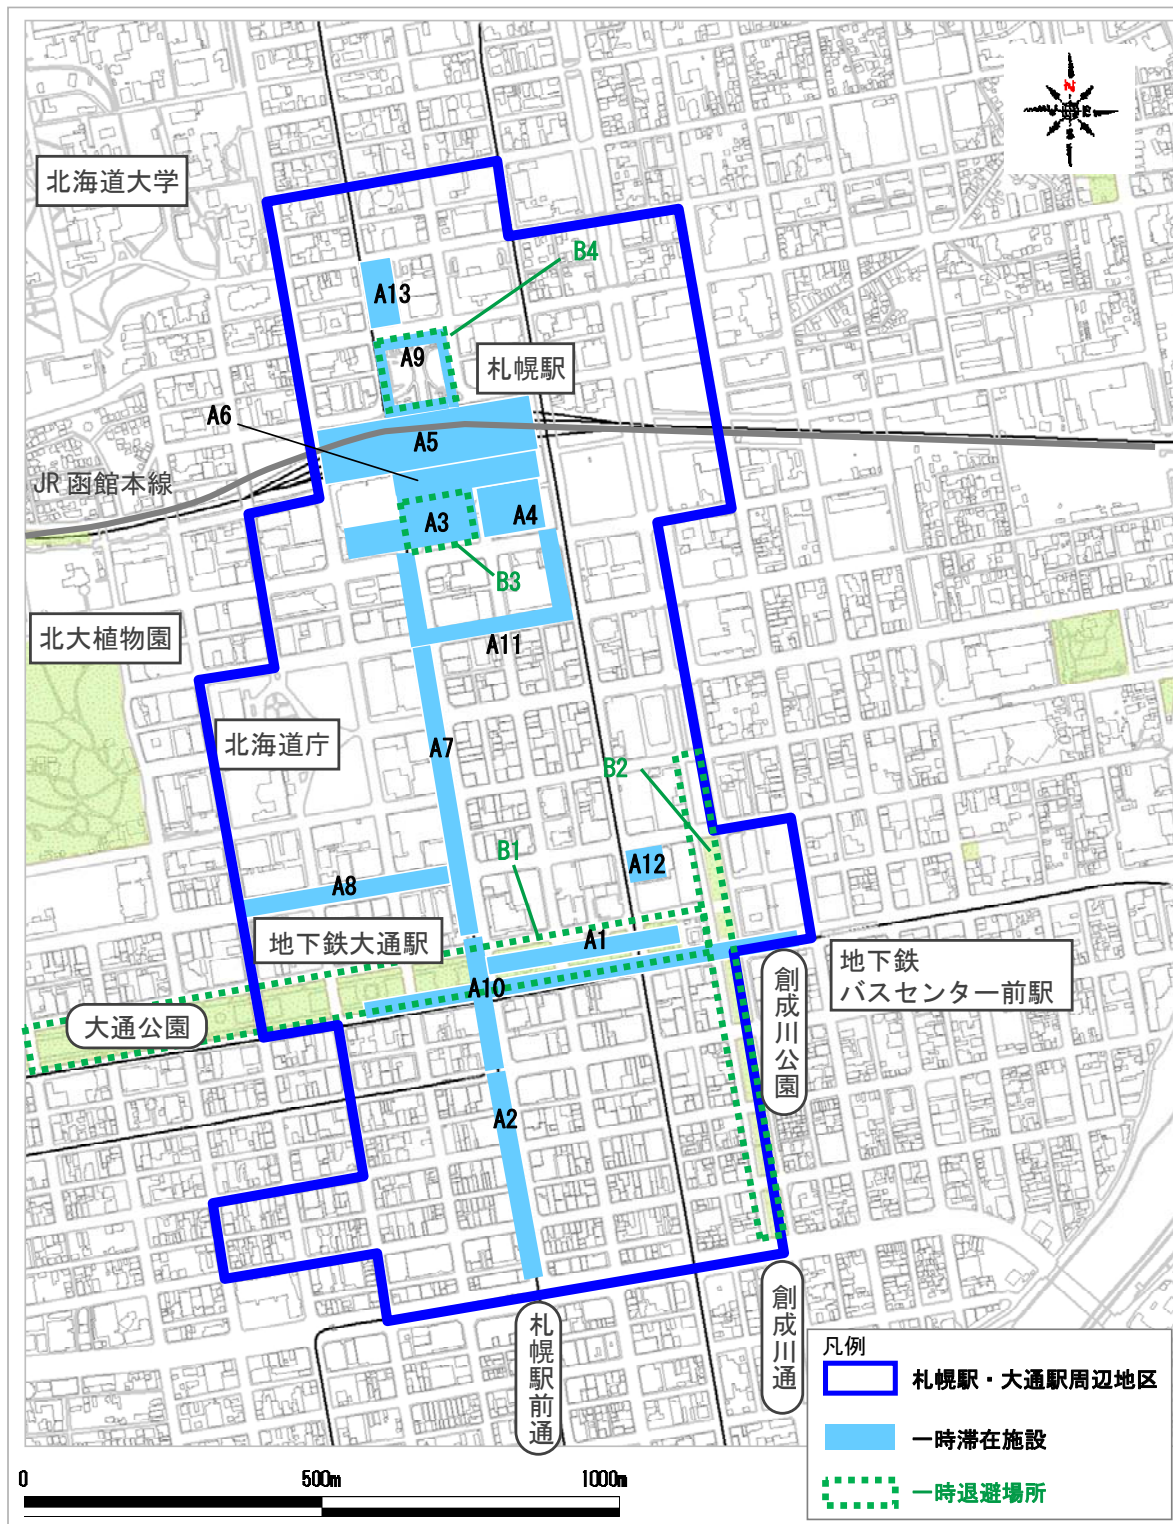 北海道大学
B4
A13
A9
札幌駅
A6
A5
JR 函館本線
A3
A4
B3
北大植物園
A11
北海道庁
A7
B2
B1
A12
A8
地下鉄大通駅
A1
地下鉄
バスセンター前駅
A10
大通公園
創成川公園
A2
創成川通
札幌駅前通
凡例
札幌駅・大通駅周辺地区
一時滞在施設
一時退避場所
0 500m 1000m